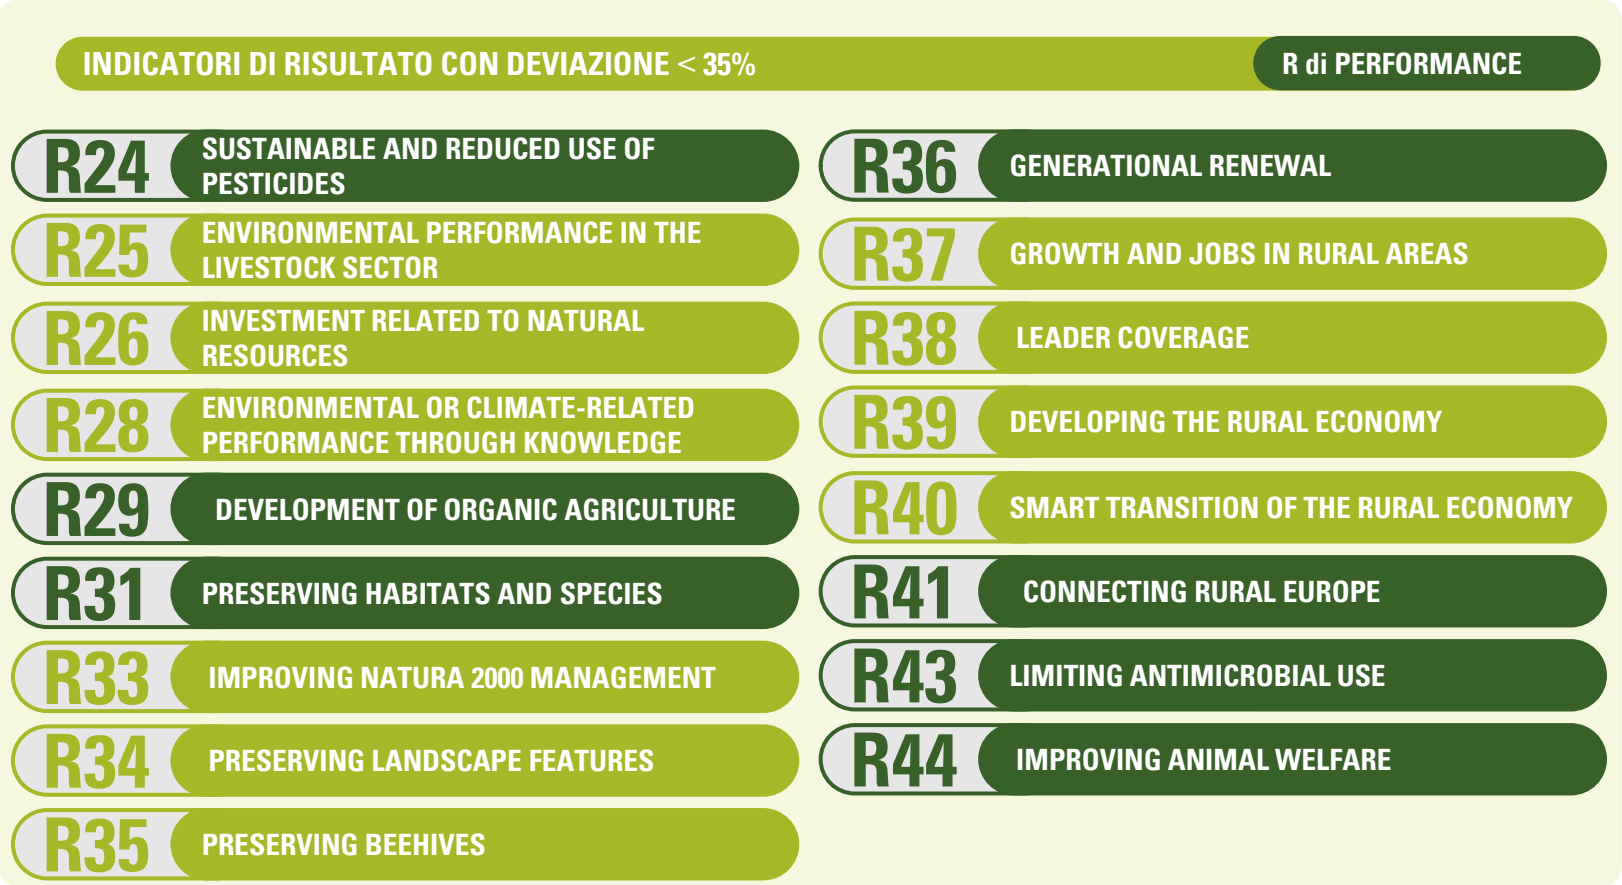 INDICATORI DI RISULTATO CON DEVIAZIONE < 35%
R di PERFORMANCE
R24
SUSTAINABLE AND REDUCED USE OF
PESTICIDES
R25
ENVIRONMENTAL PERFORMANCE IN THE
LIVESTOCK SECTOR
R26
INVESTMENT RELATED TO NATURAL
RESOURCES
R28
ENVIRONMENTAL OR CLIMATE-RELATED
PERFORMANCE THROUGH KNOWLEDGE
R29
DEVELOPMENT OF ORGANIC AGRICULTURE
R31
PRESERVING HABITATS AND SPECIES
R33
IMPROVING NATURA 2000 MANAGEMENT
R34
PRESERVING LANDSCAPE FEATURES
R35
PRESERVING BEEHIVES
R36
GENERATIONAL RENEWAL
R37
GROWTH AND JOBS IN RURAL AREAS
R38
LEADER COVERAGE
R39
DEVELOPING THE RURAL ECONOMY
R40
SMART TRANSITION OF THE RURAL ECONOMY
R41
CONNECTING RURAL EUROPE
R43
LIMITING ANTIMICROBIAL USE
R44
IMPROVING ANIMAL WELFARE